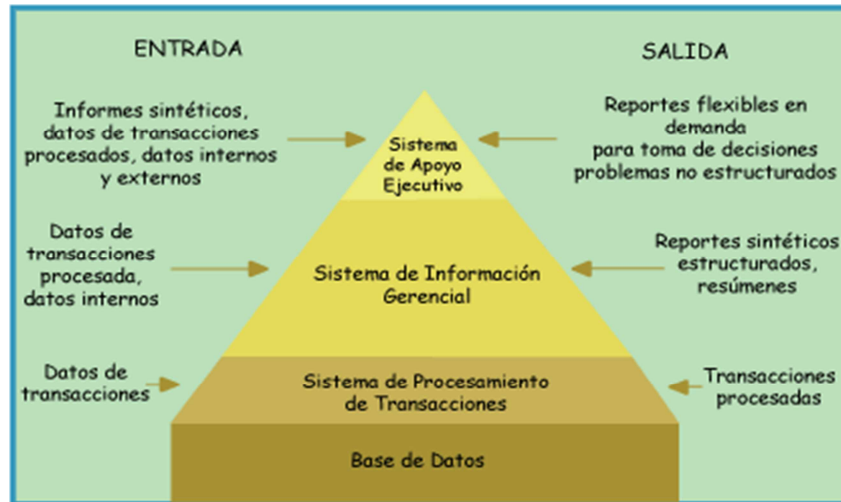 ENTRADA
SALIDA
Informes sintéticos,
datos de transacciones
procesados, datos internos
y externos
Sistema
de Apoyo
Ejecutivo
Reportes flexibles en
demanda
para toma de decisiones
problemas no estructurados
Datos de
transacciones
procesada,
datos internos
Sistema de Información
Gerencial
Reportes sintéticos
estructurados,
resúmenes
Datos de
transacciones
Sistema de Procesamiento
de Transacciones
Transacciones
procesadas
Base de Datos